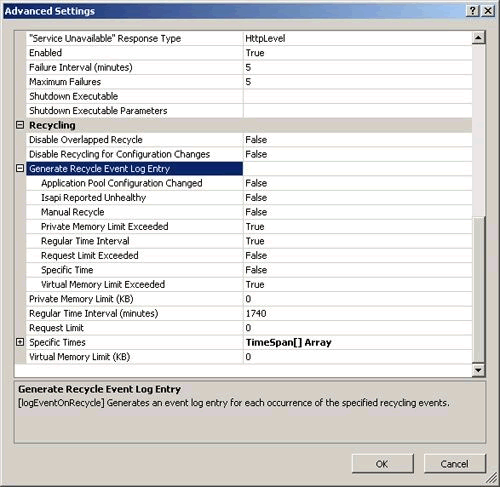 Advanced Settings
"Service Unavailable" Response Type HttpLevel
Enabled True
Failure Interval (minutes) 5
Maximum Failures 5
Shutdown Executable
Shutdown Executable Parameters
Recycling
Disable Overlapped Recycle False
Disable Recycling for Configuration Changes False
Generate Recycle Event Log Entry
Application Pool Configuration Changed False
Isapi Reported Unhealthy False
Manual Recycle False
Private Memory Limit Exceeded True
Regular Time Interval True
Request Limit Exceeded False
Specific Time False
Virtual Memory Limit Exceeded True
Private Memory Limit (KB) 0
Regular Time Interval (minutes) 1740
Request Limit 0
Specific Times TimeSpan[] Array
Virtual Memory Limit (KB) 0
Generate Recycle Event Log Entry
[logEventOnRecycle] Generates an event log entry for each occurrence of the specified recycling events.
OK Cancel